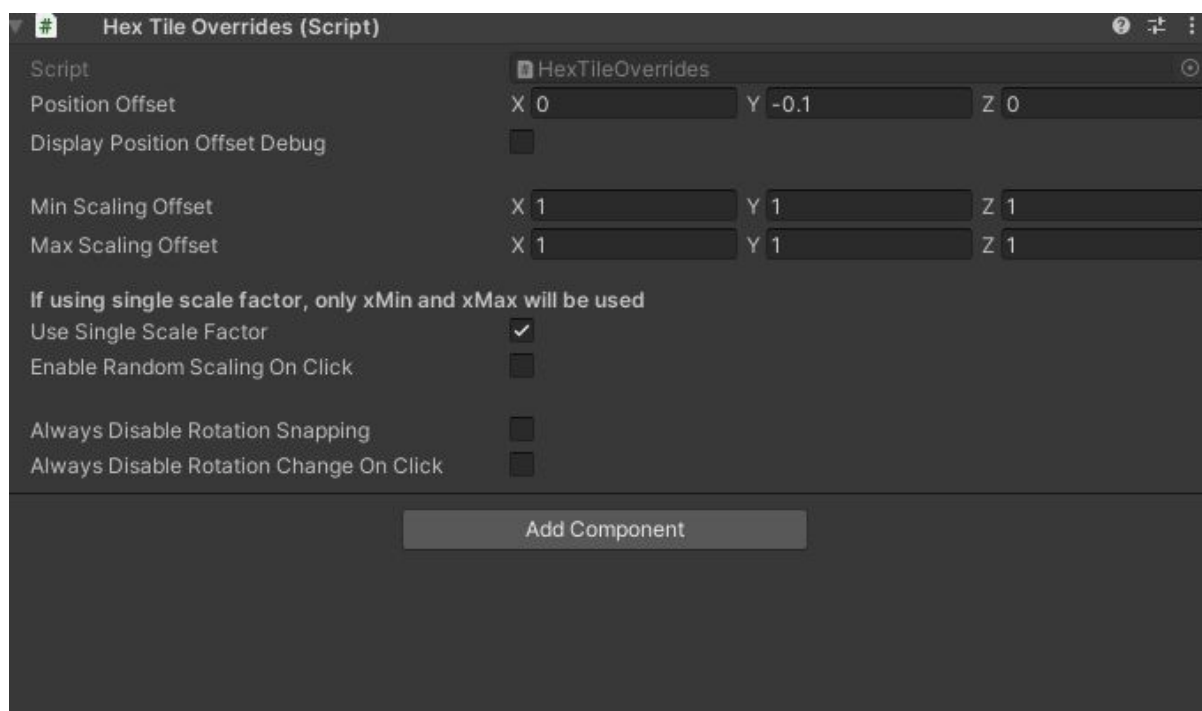 # Hex Tile Overrides (Script)
Script # HexTileOverrides
Position Offset X 0 Y -0.1 Z 0
Display Position Offset Debug
Min Scaling Offset X 1 Y 1 Z 1
Max Scaling Offset X 1 Y 1 Z 1
If using single scale factor, only xMin and xMax will be used
Use Single Scale Factor
Enable Random Scaling On Click
Always Disable Rotation Snapping
Always Disable Rotation Change On Click
Add Component